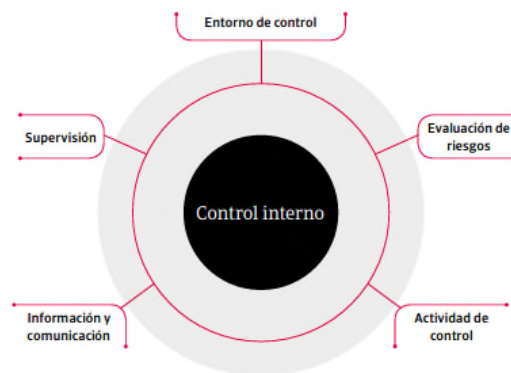 Entorno de control
Supervisión
Evaluación de
riesgos
Control interno
Información y
comunicación
Actividad de
control